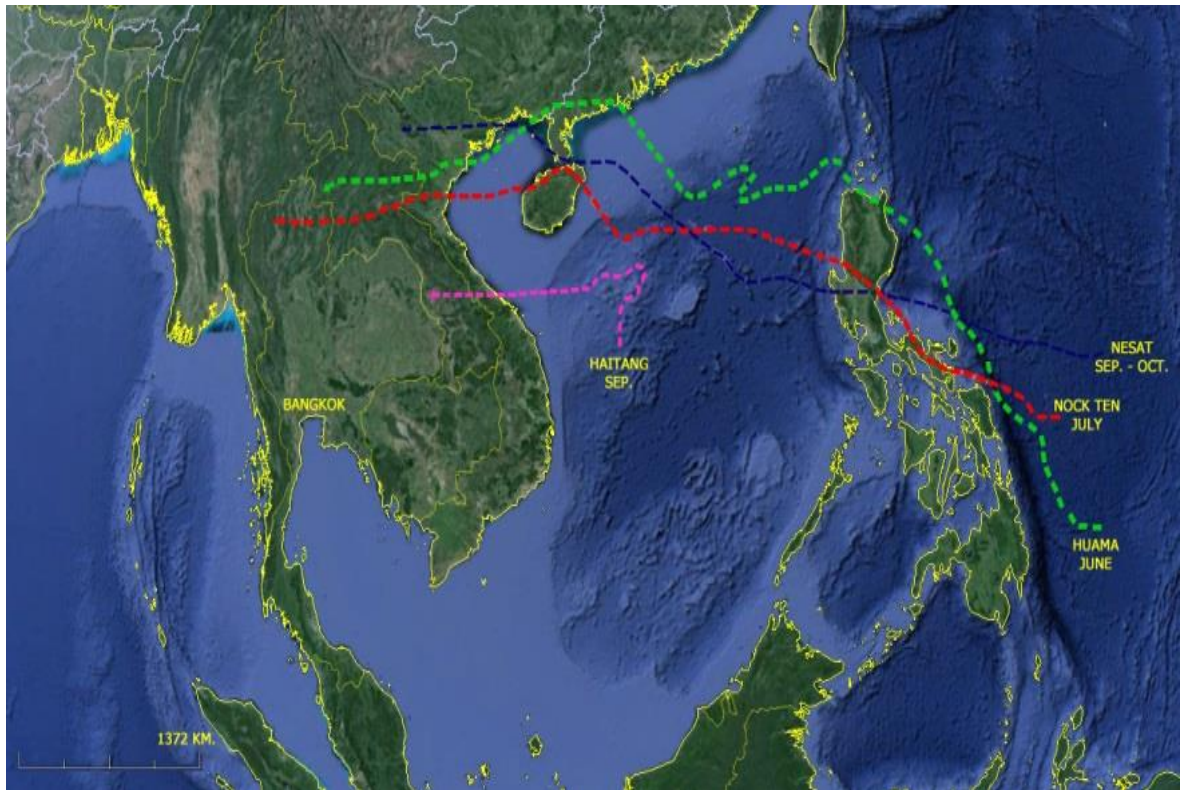 NESAT
SEP. - OCT.
HAITANG
SEP.
BANGKOK
NOCK TEN
JULY
HUAMA
JUNE
1372 KM.